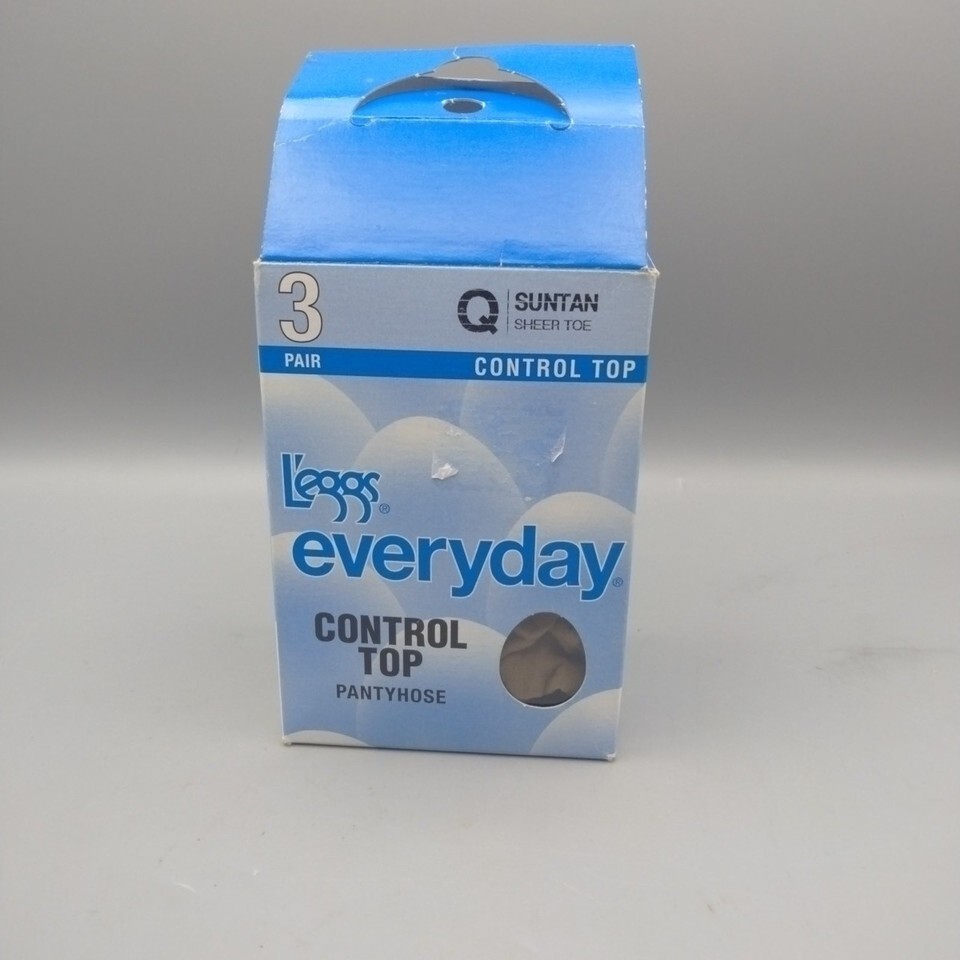 3
PAIR
Q
SUNTAN
SHEER TOE
CONTROL TOP
L'eggs®
everyday®
CONTROL
TOP
PANTYHOSE